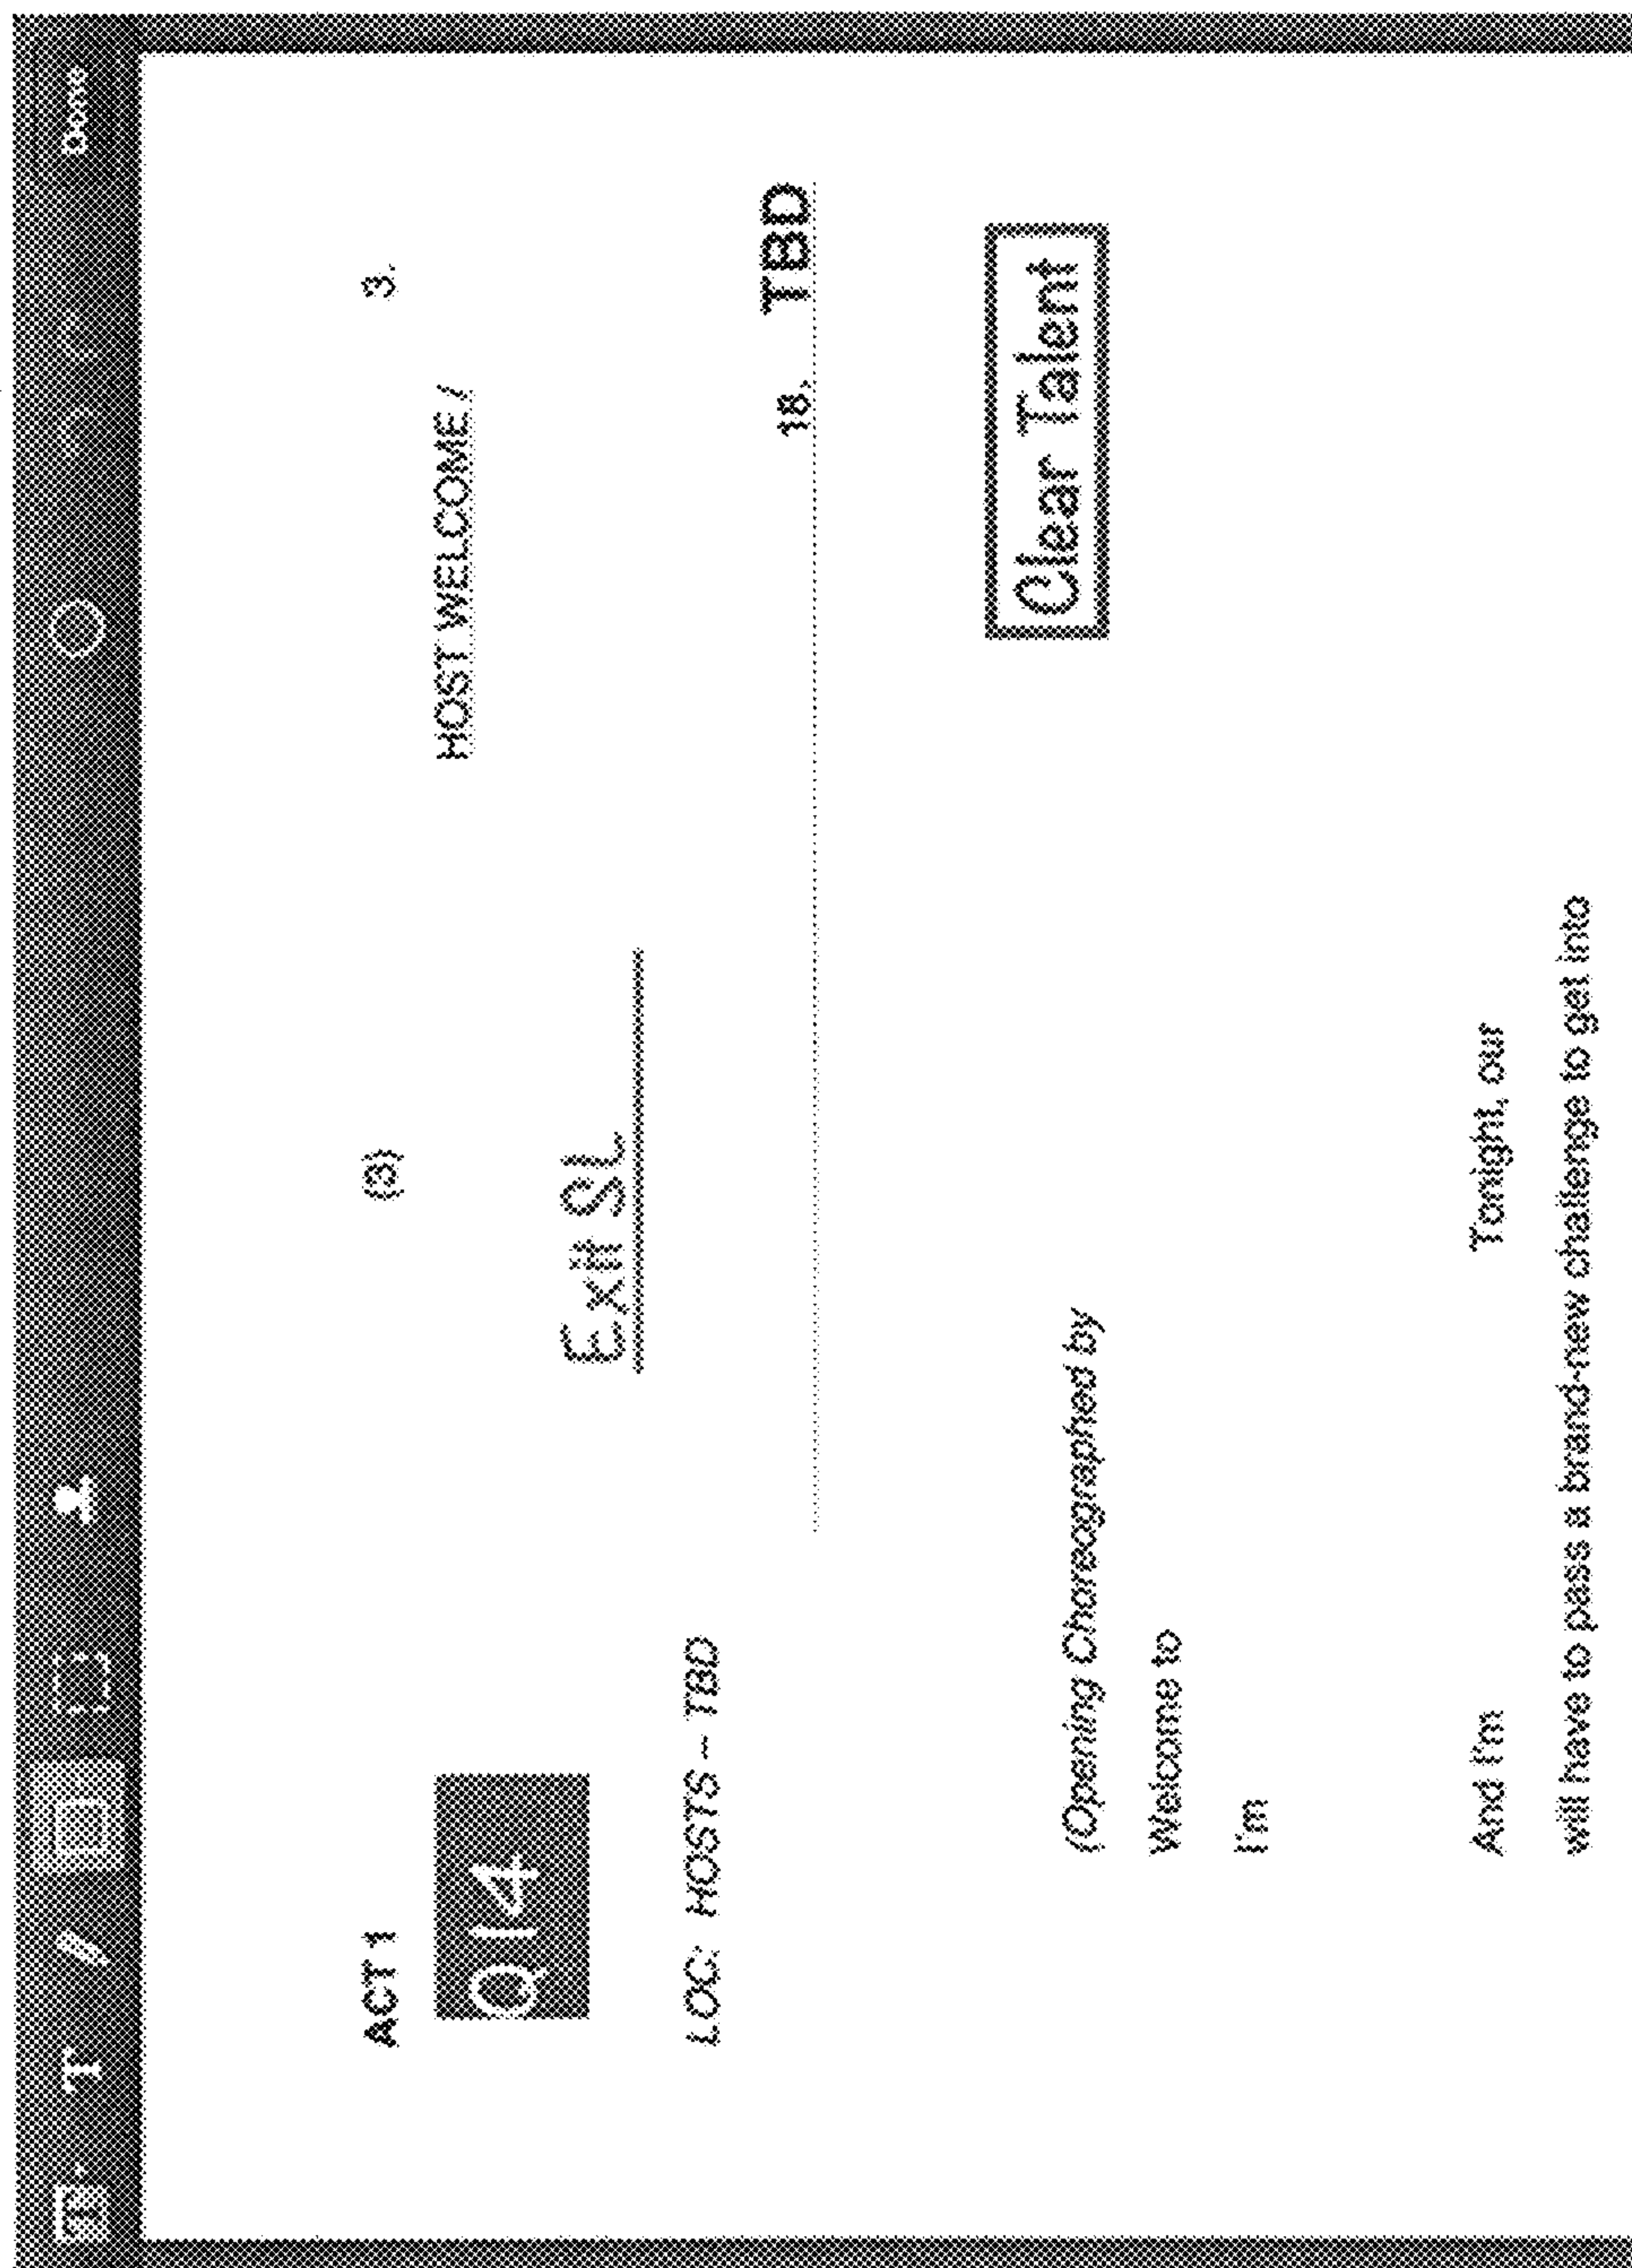 T T Done
ACT 1 (3) 3.
Q14 HOST WELCOME /
Exit SL
LOC: HOSTS – TBD
18. TBD
Clear Talent
(Opening Choreographed by
Welcome to
I'm
And I'm Tonight, our
will have to pass a brand-new challenge to get into